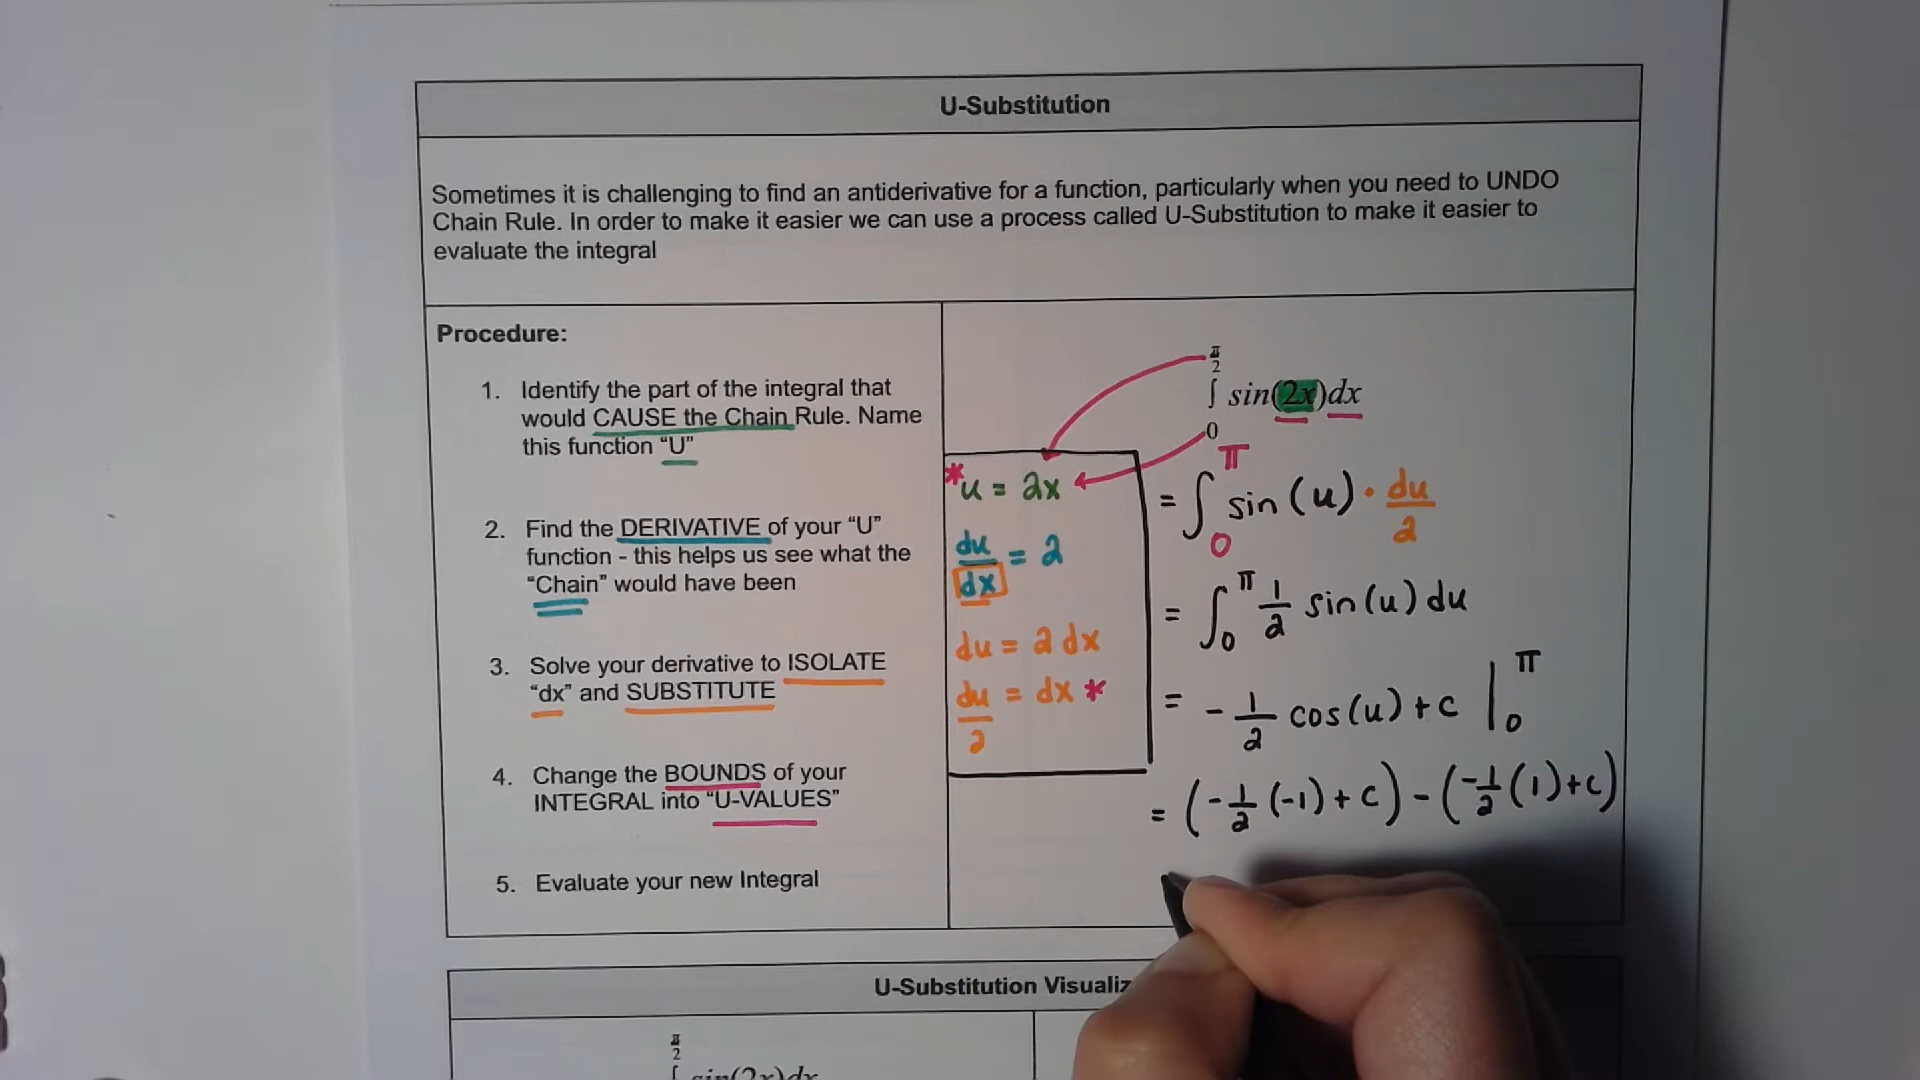 U-Substitution
Sometimes it is challenging to find an antiderivative for a function, particularly when you need to UNDO
Chain Rule. In order to make it easier we can use a process called U-Substitution to make it easier to
evaluate the integral
Procedure:
1. Identify the part of the integral that
would CAUSE the Chain Rule. Name
this function “U”
2. Find the DERIVATIVE of your “U”
function - this helps us see what the
“Chain” would have been
3. Solve your derivative to ISOLATE
“dx” and SUBSTITUTE
4. Change the BOUNDS of your
INTEGRAL into “U-VALUES”
5. Evaluate your new Integral
π/2
∫ sin(2x)dx
0
*u = 2x
du/dx = 2
du = 2 dx
du/2 = dx *
= ∫₀^π sin(u) · du/2
= ∫₀^π 1/2 sin(u) du
= -1/2 cos(u) + c |₀^π
= (-1/2 (-1) + c) - (-1/2 (1) + c)
U-Substitution Visualiz
π/2
∫ sin(2x)dx